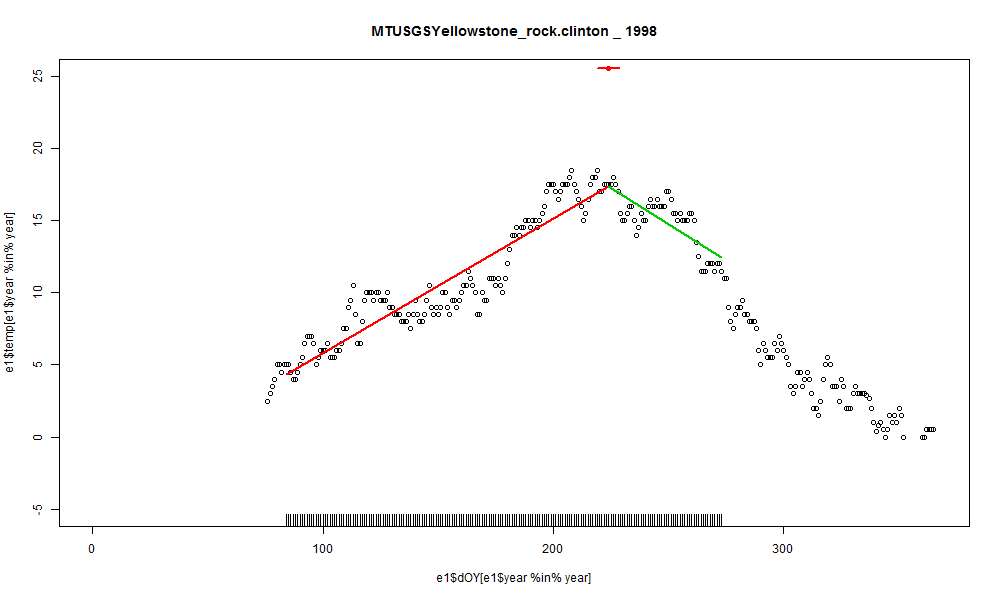 MTUSGSYellowstone_rock.clinton _ 1998
25
20
15
10
5
0
-5
e1$temp[e1$year %in% year]
0 100 200 300
e1$dOY[e1$year %in% year]